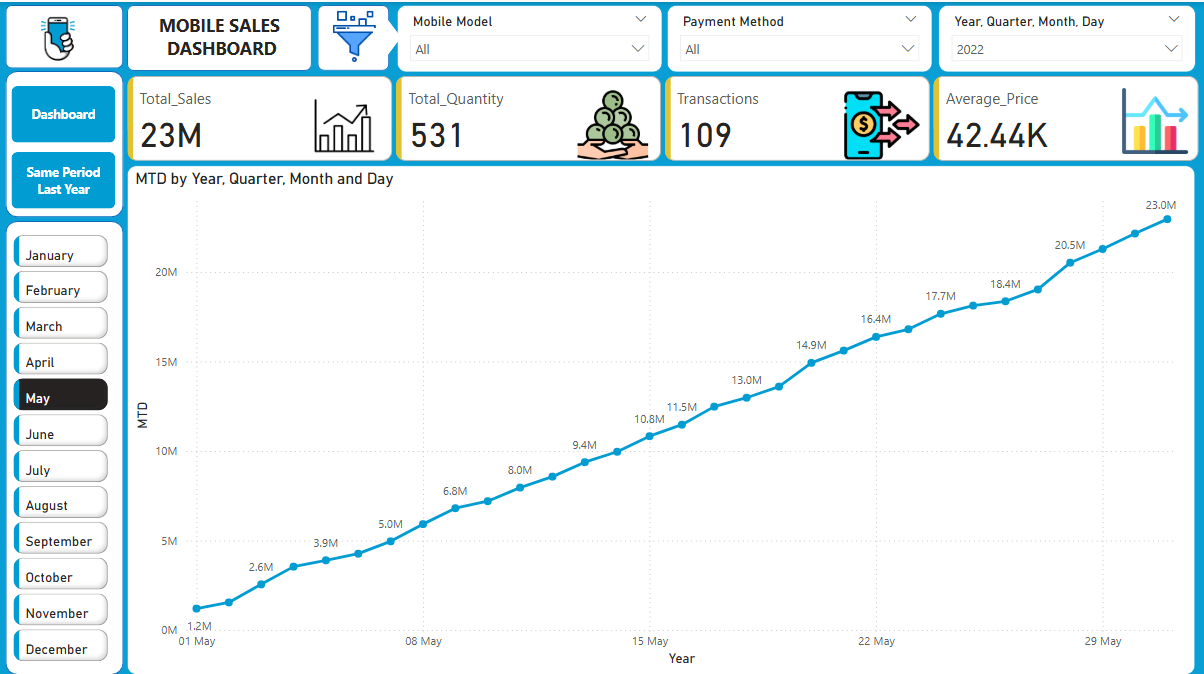 MOBILE SALES
DASHBOARD
Mobile Model
All
Payment Method
All
Year, Quarter, Month, Day
2022
Dashboard
Same Period
Last Year
Total_Sales
23M
Total_Quantity
531
Transactions
109
$
Average_Price
42.44K
January
February
March
April
May
June
July
August
September
October
November
December
MTD by Year, Quarter, Month and Day
MTD
20M
15M
10M
5M
0M
1.2M
2.6M
3.9M
5.0M
6.8M
8.0M
9.4M
10.8M
11.5M
13.0M
14.9M
16.4M
17.7M
18.4M
20.5M
23.0M
01 May
08 May
15 May
22 May
29 May
Year